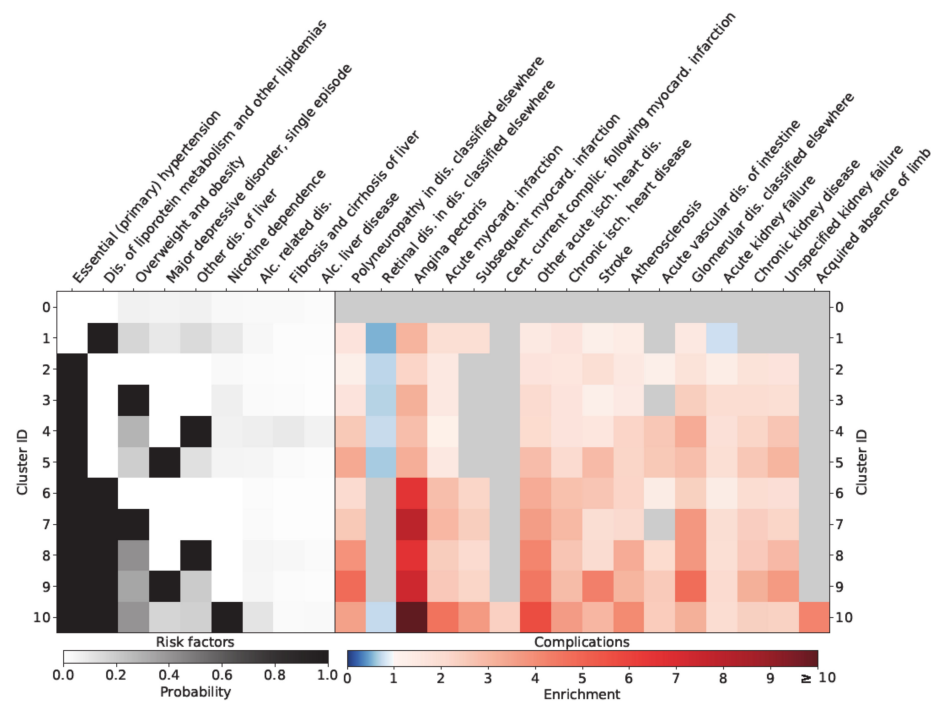 Essential (primary) hypertension
Dis. of lipoprotein metabolism and other lipidemias
Overweight and obesity
Major depressive disorder, single episode
Other dis. of liver
Nicotine dependence
Alc. related dis.
Fibrosis and cirrhosis of liver
Alc. liver disease
Polyneuropathy in dis. classified elsewhere
Retinal dis. in dis. classified elsewhere
Angina pectoris
Acute myocard. infarction
Subsequent myocard. infarction
Cert. current complic. following myocard. infarction
Other acute isch. heart dis.
Chronic isch. heart disease
Stroke
Atherosclerosis
Acute vascular dis. of intestine
Glomerular dis. classified elsewhere
Acute kidney failure
Chronic kidney disease
Unspecified kidney failure
Acquired absence of limb
0 0
1 1
2 2
3 3
4 4
5 5
6 6
7 7
8 8
9 9
10 10
Cluster ID
Cluster ID
Risk factors
Complications
0.0 0.2 0.4 0.6 0.8 1.0
Probability
0 1 2 3 4 5 6 7 8 9 ≥ 10
Enrichment